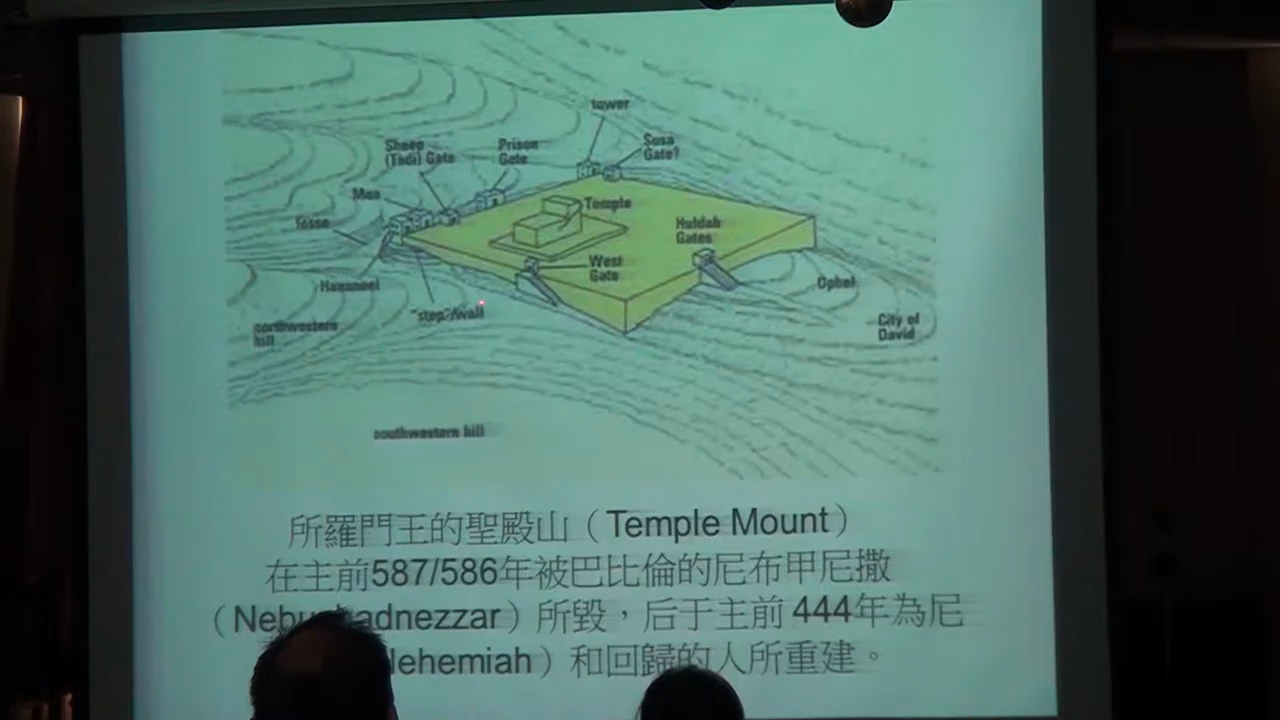 tower
Sheep
(Tadi) Gate
Prison
Gate
Susa
Gate?
Mea
Temple
fosse
Huldah
Gates
West
Gate
Hananeel
Ophel
"step"/wall
City of
David
northwestern
hill
southwestern hill
所羅門王的聖殿山（Temple Mount）
在主前587/586年被巴比倫的尼布甲尼撒
（Nebu adnezzar）所毀，后于主前 444年為尼
ehemiah）和回歸的人所重建。